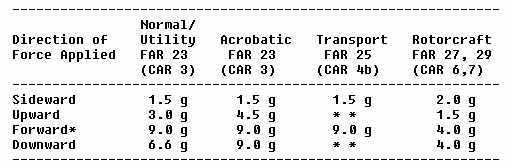 Normal/
Direction of Utility Acrobatic Transport Rotorcraft
Force Applied FAR 23 FAR 23 FAR 25 FAR 27, 29
(CAR 3) (CAR 3) (CAR 4b) (CAR 6,7)
Sideward 1.5 g 1.5 g 1.5 g 2.0 g
Upward 3.0 g 4.5 g * * 1.5 g
Forward* 9.0 g 9.0 g 9.0 g 4.0 g
Downward 6.6 g 9.0 g * * 4.0 g